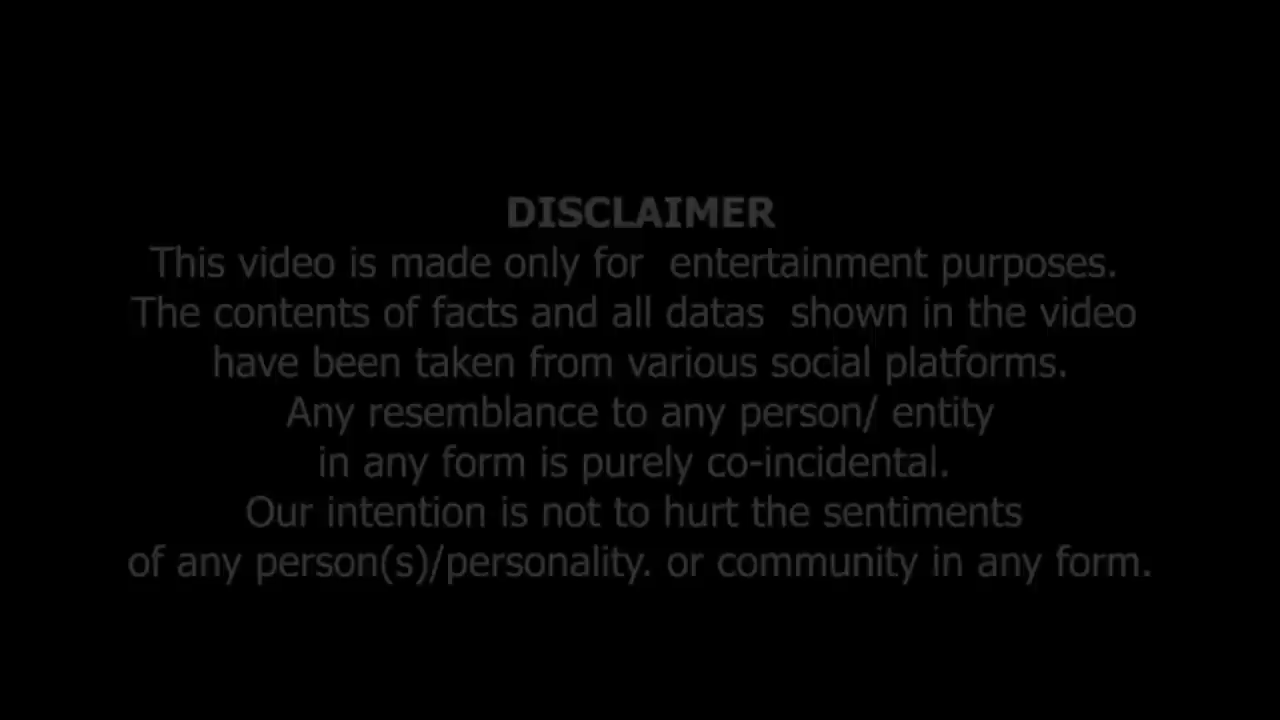 DISCLAIMER
This video is made only for  entertainment purposes.
The contents of facts and all datas  shown in the video
have been taken from various social platforms.
Any resemblance to any person/ entity
in any form is purely co-incidental.
Our intention is not to hurt the sentiments
of any person(s)/personality. or community in any form.